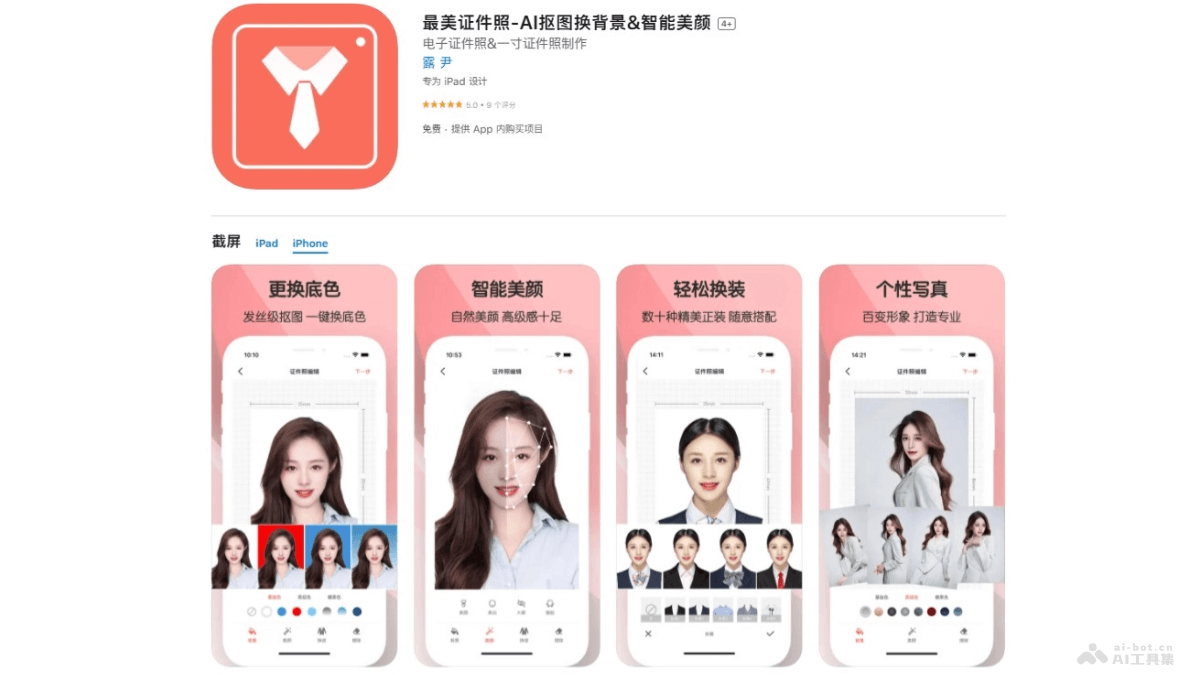 最美证件照-AI抠图换背景&智能美颜 4+
电子证件照&一寸证件照制作
露 尹
专为 iPad 设计
★★★★★ 5.0 • 9 个评分
免费 · 提供 App 内购买项目
截屏 iPad iPhone
更换底色
发丝级抠图 一键换底色
10:10
证件照编辑 下一步
智能美颜
自然美颜 高级感十足
10:53
证件照编辑 下一步
轻松换装
数十种精美正装 随意搭配
14:11
证件照编辑 下一步
个性写真
百变形象 打造专业
14:21
证件照编辑 下一步
ai-bot.cn
AI工具集